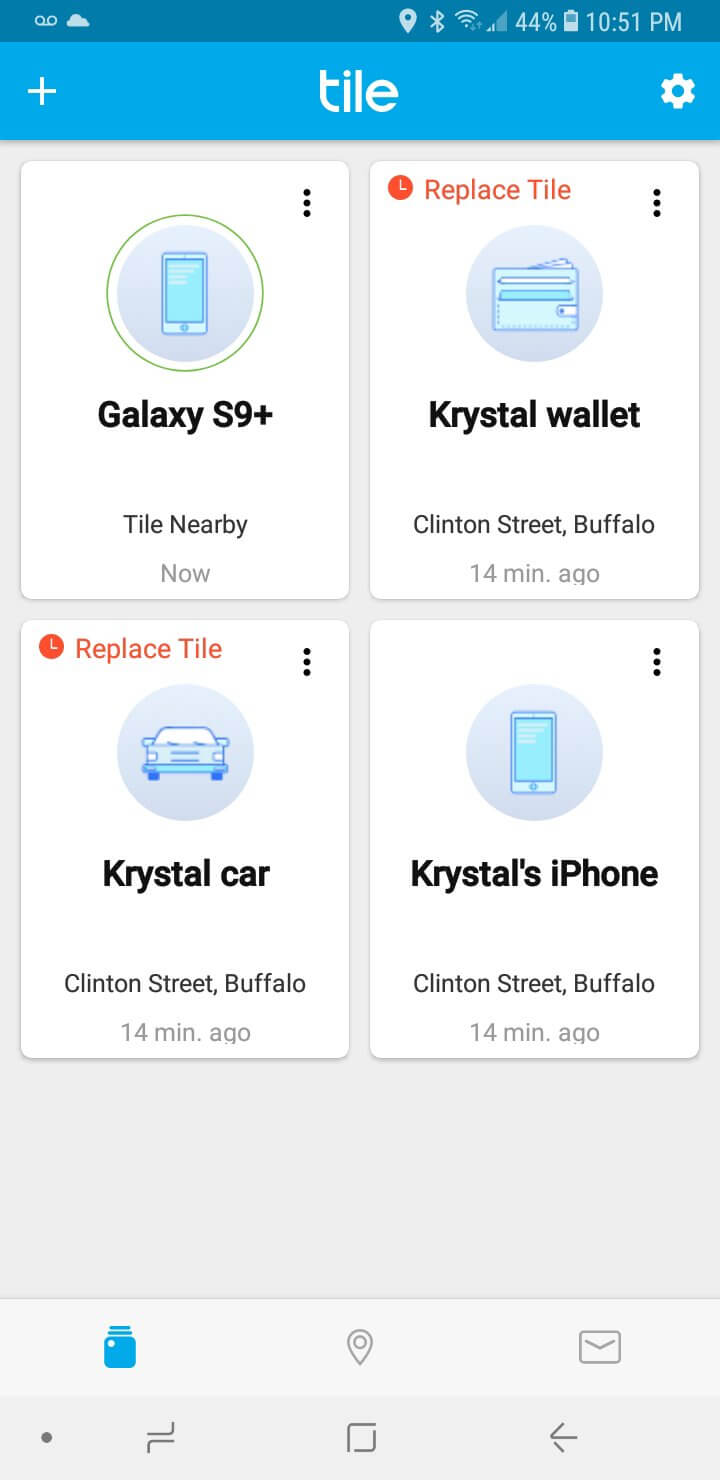 44% 10:51 PM
tile
Galaxy S9+
Tile Nearby
Now
Replace Tile
Krystal wallet
Clinton Street, Buffalo
14 min. ago
Replace Tile
Krystal car
Clinton Street, Buffalo
14 min. ago
Krystal's iPhone
Clinton Street, Buffalo
14 min. ago